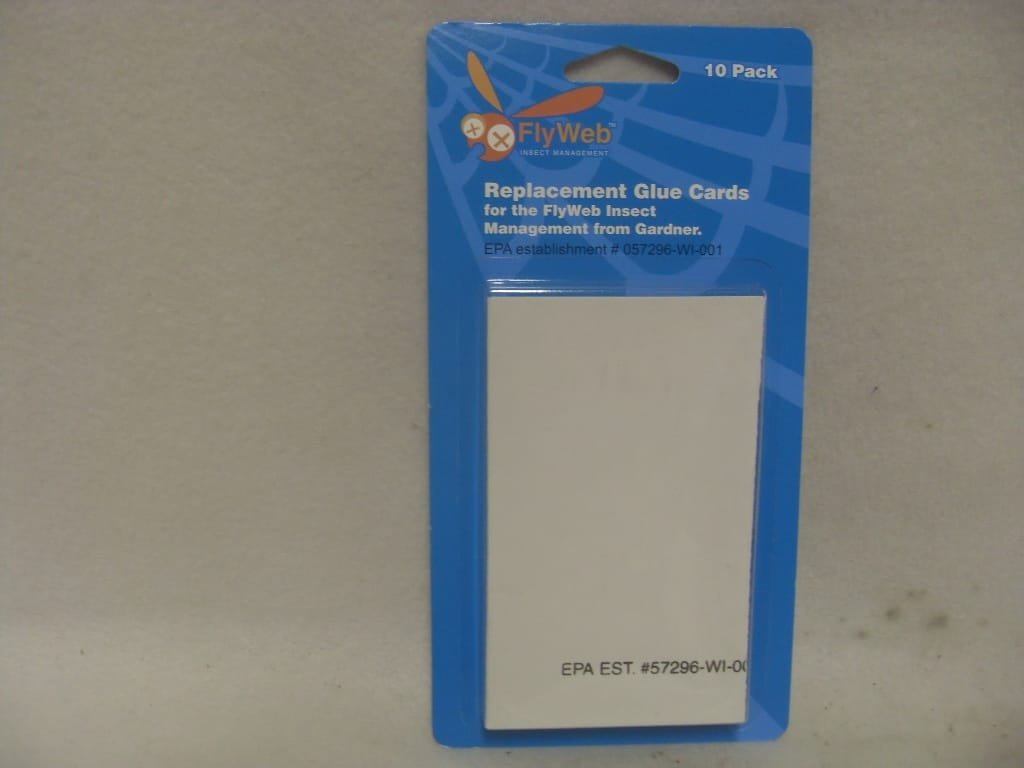 10 Pack
FlyWeb™
INSECT MANAGEMENT
Replacement Glue Cards
for the FlyWeb Insect
Management from Gardner.
EPA establishment # 057296-WI-001
EPA EST. #57296-WI-00